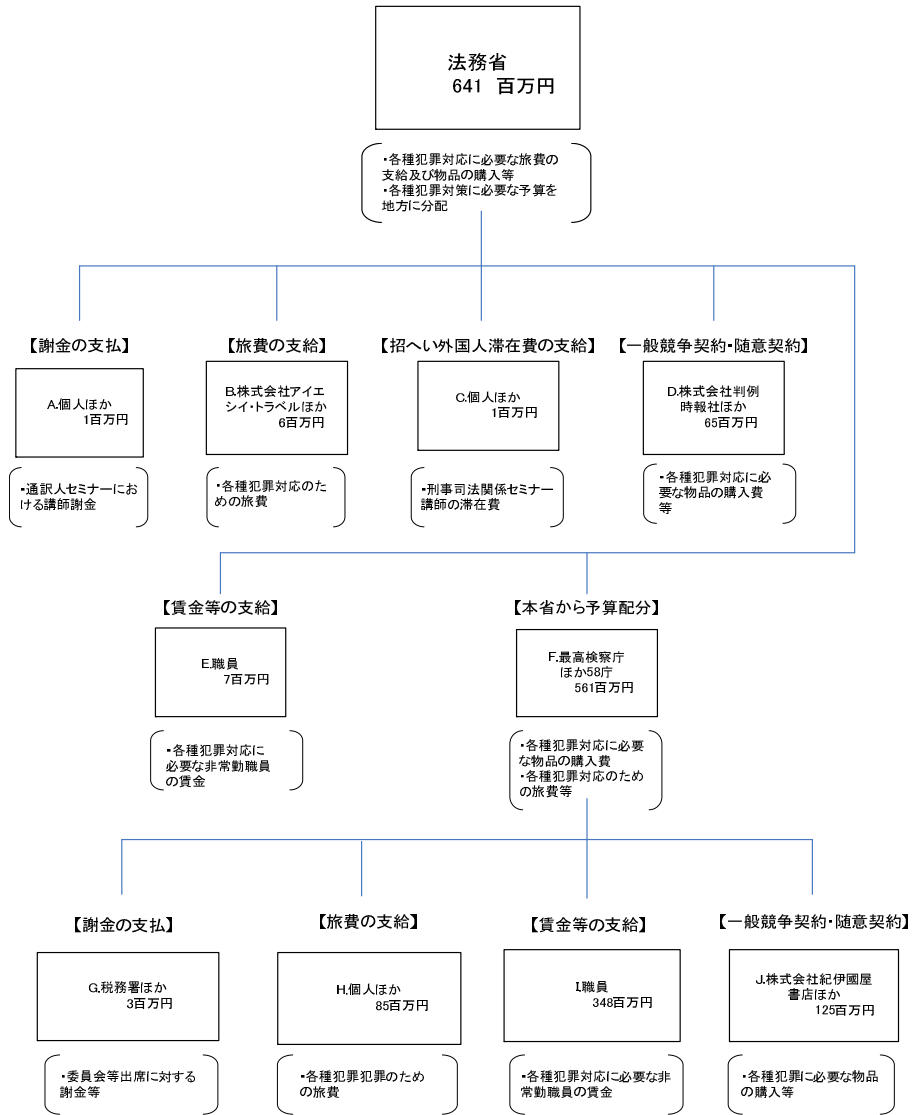 法務省
641 百万円
・各種犯罪対応に必要な旅費の
支給及び物品の購入等
・各種犯罪対策に必要な予算を
地方に分配
【謝金の支払】
A.個人ほか
1百万円
・通訳人セミナーにお
ける講師謝金
【旅費の支給】
B.株式会社アイエ
シイ・トラベルほか
6百万円
・各種犯罪対応のた
めの旅費
【招へい外国人滞在費の支給】
C.個人ほか
1百万円
・刑事司法関係セミナー
講師の滞在費
【一般競争契約・随意契約】
D.株式会社判例
時報社ほか
65百万円
・各種犯罪対応に必
要な物品の購入費
等
【賃金等の支給】
E.職員
7百万円
・各種犯罪対応に
必要な非常勤職員
の賃金
【本省から予算配分】
F.最高検察庁
ほか58庁
561百万円
・各種犯罪対応に必要
な物品の購入費
・各種犯罪対応のため
の旅費等
【謝金の支払】
G.税務署ほか
3百万円
・委員会等出席に対する
謝金等
【旅費の支給】
H.個人ほか
85百万円
・各種犯罪犯罪のための
の旅費
【賃金等の支給】
I.職員
348百万円
・各種犯罪対応に必要な非
常勤職員の賃金
【一般競争契約・随意契約】
J.株式会社紀伊國屋
書店ほか
125百万円
・各種犯罪に必要な物品
の購入等